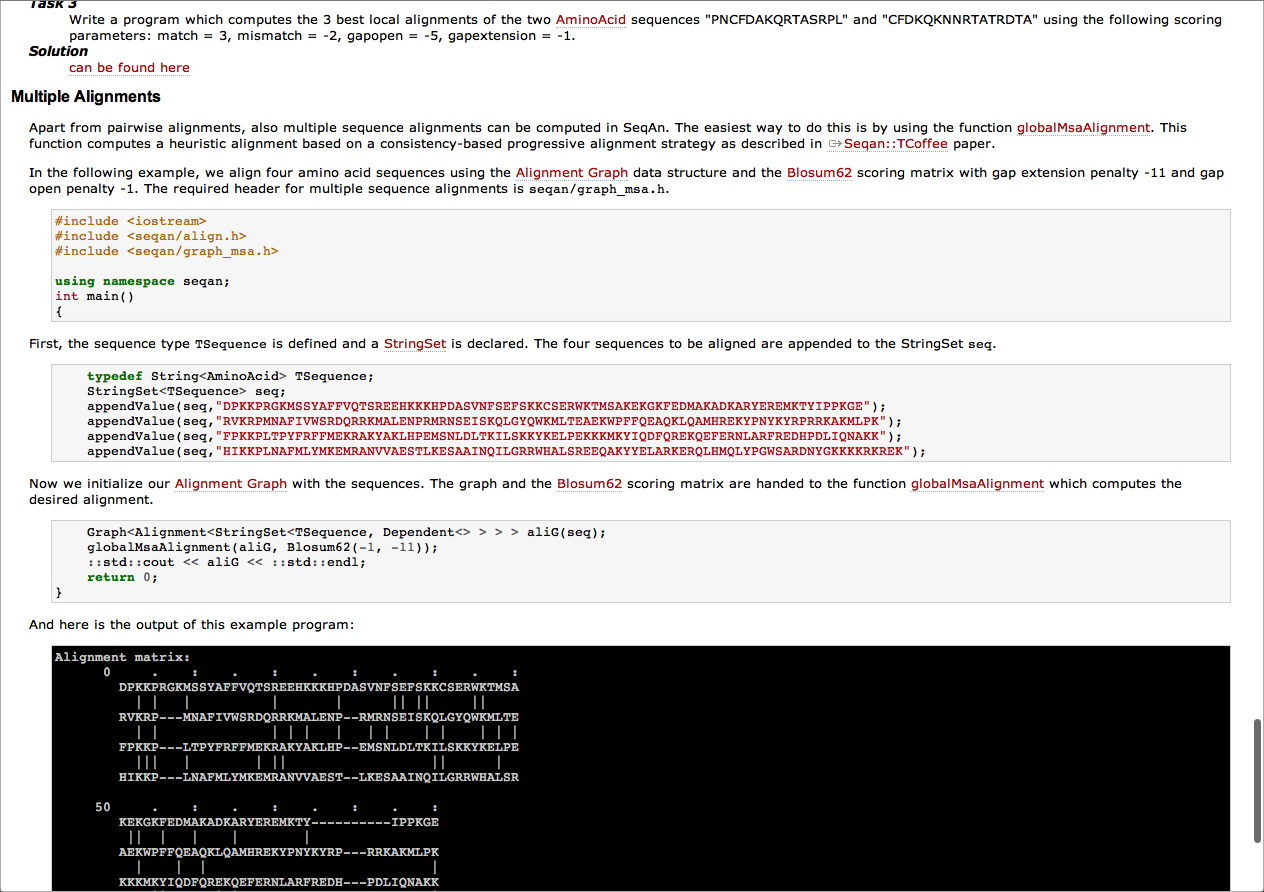 Task 3
Write a program which computes the 3 best local alignments of the two AminoAcid sequences "PNCFDAKQRTASRPL" and "CFDKQKNNRTATRDTA" using the following scoring
parameters: match = 3, mismatch = -2, gapopen = -5, gapextension = -1.
Solution
can be found here
Multiple Alignments
Apart from pairwise alignments, also multiple sequence alignments can be computed in SeqAn. The easiest way to do this is by using the function globalMsaAlignment. This
function computes a heuristic alignment based on a consistency-based progressive alignment strategy as described in Seqan::TCoffee paper.
In the following example, we align four amino acid sequences using the Alignment Graph data structure and the Blosum62 scoring matrix with gap extension penalty -11 and gap
open penalty -1. The required header for multiple sequence alignments is seqan/graph_msa.h.
#include <iostream>
#include <seqan/align.h>
#include <seqan/graph_msa.h>
using namespace seqan;
int main()
{
First, the sequence type TSequence is defined and a StringSet is declared. The four sequences to be aligned are appended to the StringSet seq.
typedef String<AminoAcid> TSequence;
StringSet<TSequence> seq;
appendValue(seq,"DPKKPRGKMSSYAFFVQTSREEHKKKHPDASVNFSEFSKKCSERWKTMSAKEKGKFEDMAKADKARYEREMKTYIPPKGE");
appendValue(seq,"RVKRPMNAFIVWSRDQRRKMALENPRMRNSEISKQLGYQWKMLTEAEKWPFFQEAQKLQAMHREKYPNYKYRPRRKAKMLPK");
appendValue(seq,"FPKKPLTPYFRFFMEKRAKYAKLHPEMSNLDLTKILSKKYKELPEKKKMKYIQDFQREKQEFERNLARFREDHPDLIQNAKK");
appendValue(seq,"HIKKPLNAFMLYMKEMRANVVAESTLKESAAINQILGRRWHALSREEQAKYYELARKERQLHMQLYPGWSARDNYGKKKKRKREK");
Now we initialize our Alignment Graph with the sequences. The graph and the Blosum62 scoring matrix are handed to the function globalMsaAlignment which computes the
desired alignment.
Graph<Alignment<StringSet<TSequence, Dependent<> > > > aliG(seq);
globalMsaAlignment(aliG, Blosum62(-1, -11));
::std::cout << aliG << ::std::endl;
return 0;
}
And here is the output of this example program:
Alignment matrix:
0 . : . : . : . : . :
DPKKPRGKMSSYAFFVQTSREEHKKKHPDASVNFSEFSKKCSERWKTMSA
| | | | | || || ||
RVKRP---MNAFIVWSRDQRRKMALENP--RMRNSEISKQLGYQWKMLTE
| | | | | | | | | | | | |
FPKKP---LTPYFRFFMEKRAKYAKLHP--EMSNLDLTKILSKKYKELPE
||| | | || || |
HIKKP---LNAFMLYMKEMRANVVAEST--LKESAAINQILGRRWHALSR
50 . : . : . : . :
KEKGKFEDMAKADKARYEREMKTY----------IPPKGE
|| | | | |
AEKWPFFQEAQKLQAMHREKYPNYKYRP---RRKAKMLPK
| | | |
KKKMKYIQDFQREKQEFERNLARFREDH---PDLIQNAKK